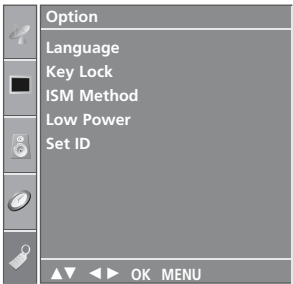 Option
Language
Key Lock
ISM Method
Low Power
Set ID
▲▼ ◄► OK MENU